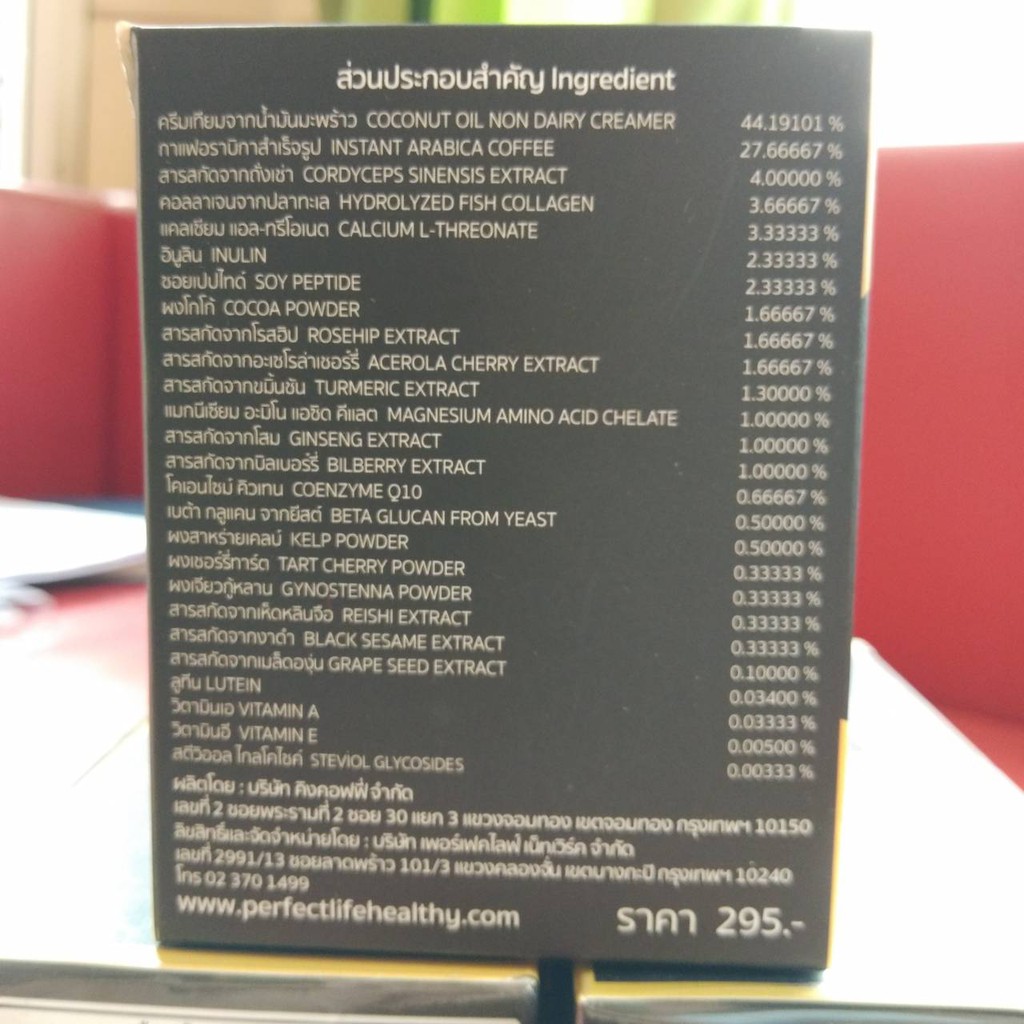 ส่วนประกอบสำคัญ Ingredient
ครีมเทียมจากน้ำมันมะพร้าว COCONUT OIL NON DAIRY CREAMER 44.19101 %
กาแฟอราบิกาสำเร็จรูป INSTANT ARABICA COFFEE 27.66667 %
สารสกัดจากถั่งเช่า CORDYCEPS SINENSIS EXTRACT 4.00000 %
คอลลาเจนจากปลาทะเล HYDROLYZED FISH COLLAGEN 3.66667 %
แคลเซียม แอล-ทรีโอเนต CALCIUM L-THREONATE 3.33333 %
อินูลิน INULIN 2.33333 %
ซอยเปปไทด์ SOY PEPTIDE 2.33333 %
ผงโกโก้ COCOA POWDER 1.66667 %
สารสกัดจากโรสฮิป ROSEHIP EXTRACT 1.66667 %
สารสกัดจากอะเซโรล่าเชอร์รี่ ACEROLA CHERRY EXTRACT 1.66667 %
สารสกัดจากขมิ้นชัน TURMERIC EXTRACT 1.30000 %
แมกนีเซียม อะมิโน แอซิด คีแลต MAGNESIUM AMINO ACID CHELATE 1.00000 %
สารสกัดจากโสม GINSENG EXTRACT 1.00000 %
สารสกัดจากบิลเบอร์รี่ BILBERRY EXTRACT 1.00000 %
โคเอนไซม์ คิวเทน COENZYME Q10 0.66667 %
เบต้า กลูแคน จากยีสต์ BETA GLUCAN FROM YEAST 0.50000 %
ผงสาหร่ายเคลป์ KELP POWDER 0.50000 %
ผงเชอร์รี่ทาร์ต TART CHERRY POWDER 0.33333 %
ผงเจียวกู้หลาน GYNOSTENNA POWDER 0.33333 %
สารสกัดจากเห็ดหลินจือ REISHI EXTRACT 0.33333 %
สารสกัดจากงาดำ BLACK SESAME EXTRACT 0.33333 %
สารสกัดจากเมล็ดองุ่น GRAPE SEED EXTRACT 0.10000 %
ลูทีน LUTEIN 0.03400 %
วิตามินเอ VITAMIN A 0.03333 %
วิตามินอี VITAMIN E 0.00500 %
สตีวิออล ไกลโคไซค์ STEVIOL GLYCOSIDES 0.00333 %
ผลิตโดย : บริษัท คิงคอฟฟี่ จำกัด
เลขที่ 2 ซอยพระรามที่ 2 ซอย 30 แยก 3 แขวงจอมทอง เขตจอมทอง กรุงเทพฯ 10150
ลิขสิทธิ์และจัดจำหน่ายโดย : บริษัท เพอร์เฟคไลฟ์ เน็ทเวิร์ค จำกัด
เลขที่ 2991/13 ซอยลาดพร้าว 101/3 แขวงคลองจั่น เขตบางกะปิ กรุงเทพฯ 10240
โทร 02 370 1499
www.perfectlifehealthy.com ราคา 295.-